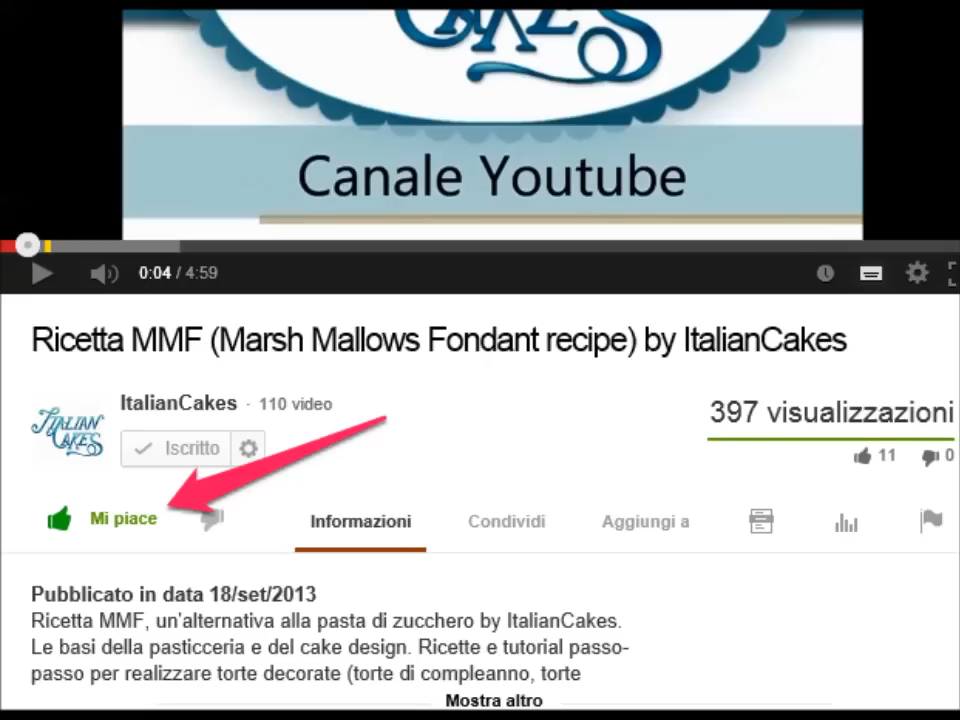 CAKES
Canale Youtube
0:04 / 4:59
Ricetta MMF (Marsh Mallows Fondant recipe) by ItalianCakes
ItalianCakes · 110 video
397 visualizzazioni
ITALIAN
CAKES
Iscritto
11 0
Mi piace
Informazioni Condividi Aggiungi a
Pubblicato in data 18/set/2013
Ricetta MMF, un'alternativa alla pasta di zucchero by ItalianCakes.
Le basi della pasticceria e del cake design. Ricette e tutorial passo-
passo per realizzare torte decorate (torte di compleanno, torte
Mostra altro